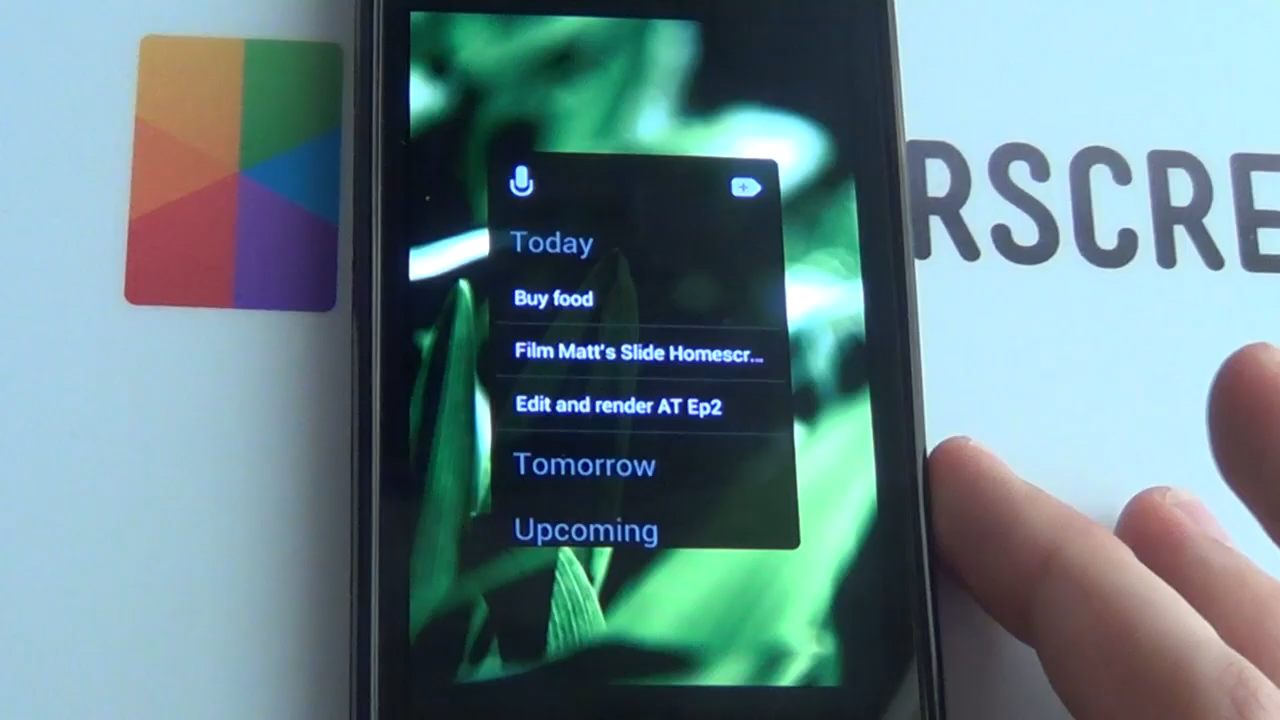 Today
Buy food
Film Matt's Slide Homescr...
Edit and render AT Ep2
Tomorrow
Upcoming
RSCRE